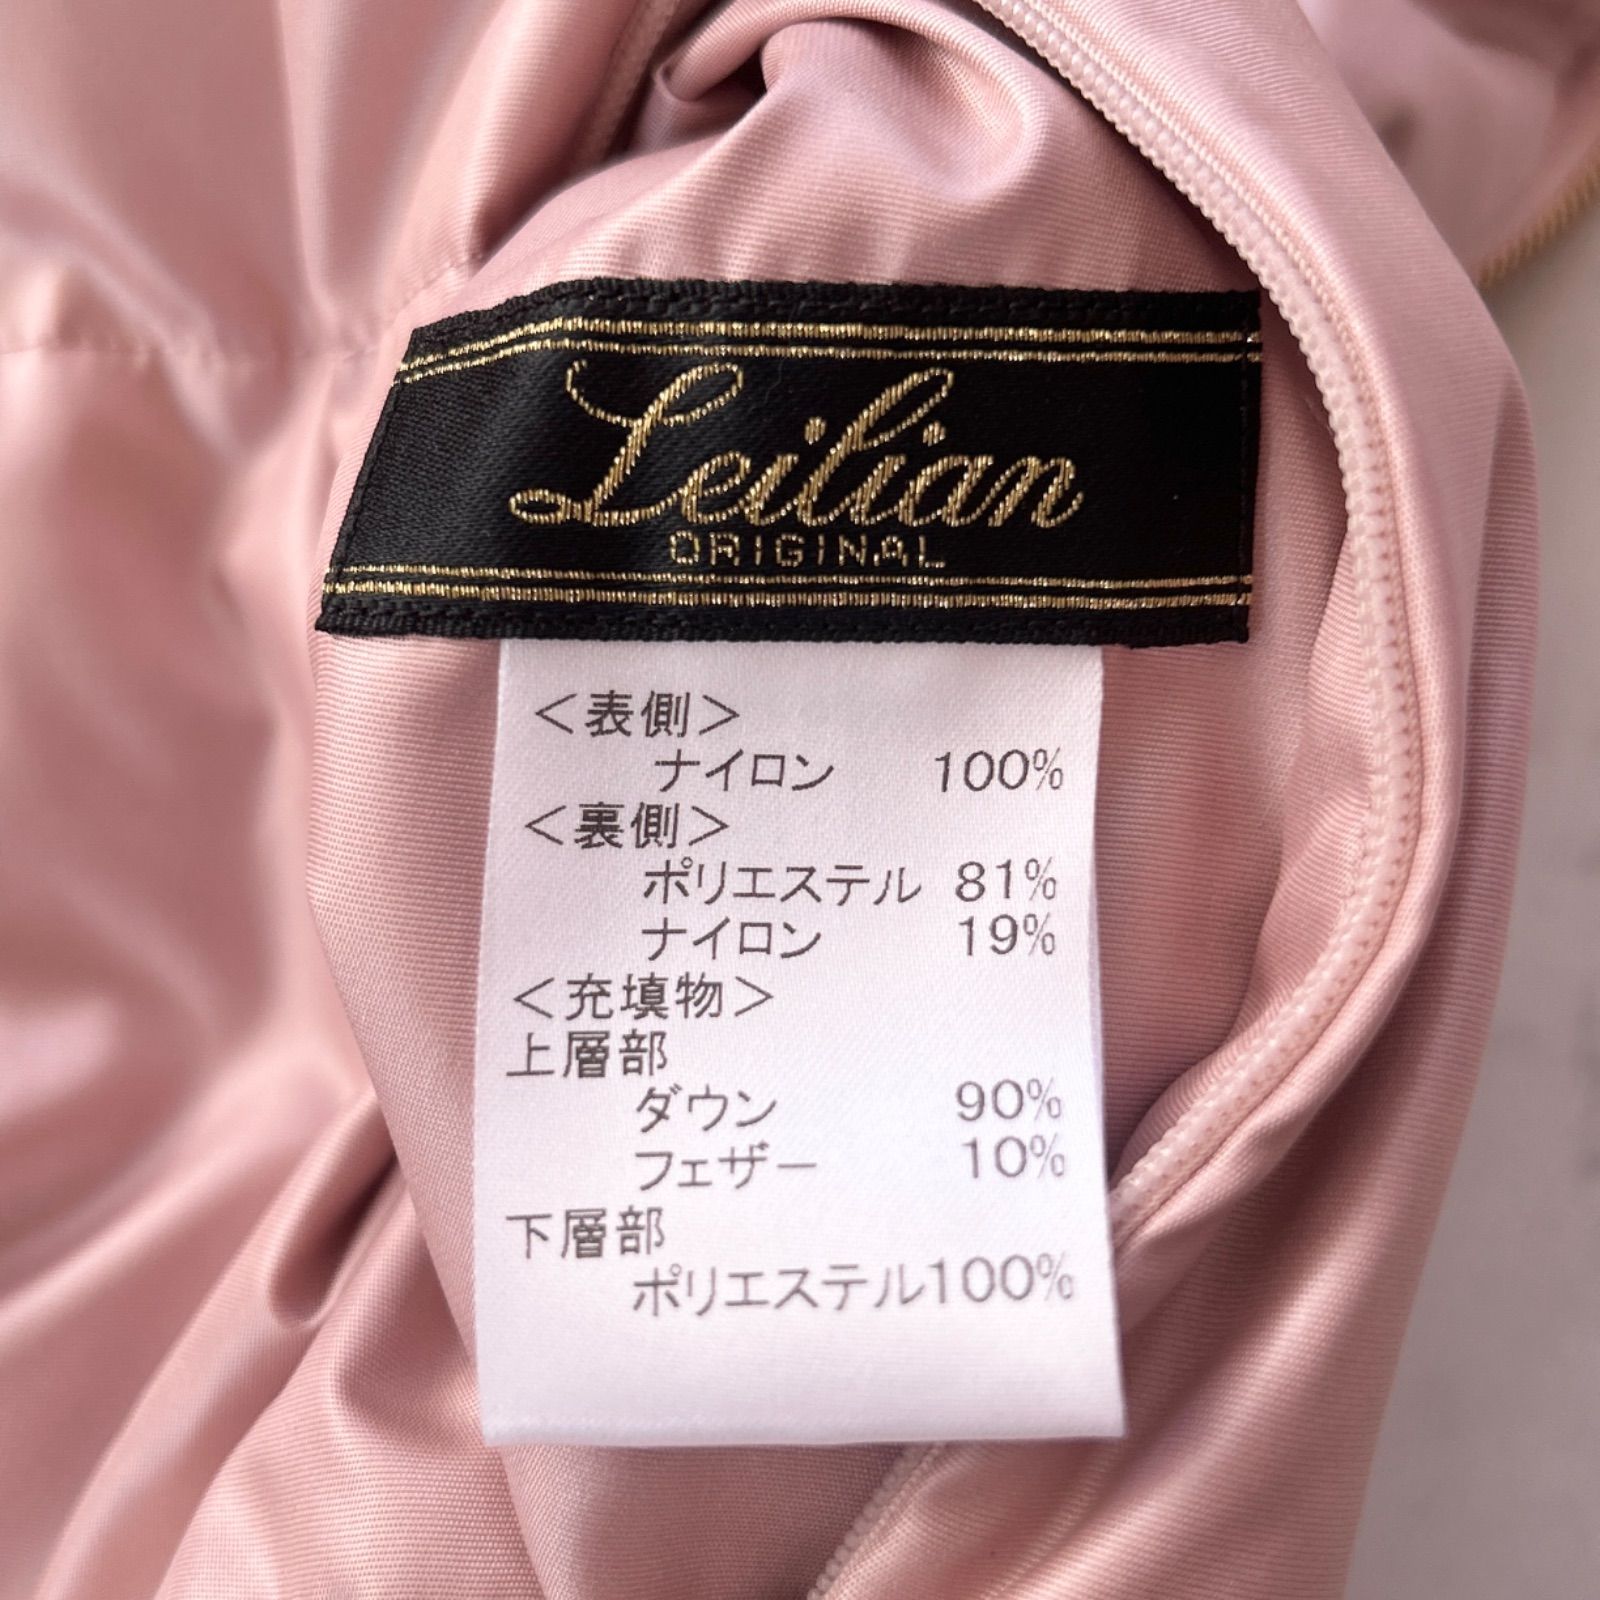 Leilian
ORIGINAL
＜表側＞
ナイロン 100%
＜裏側＞
ポリエステル 81%
ナイロン 19%
＜充填物＞
上層部
ダウン 90%
フェザー 10%
下層部
ポリエステル100%